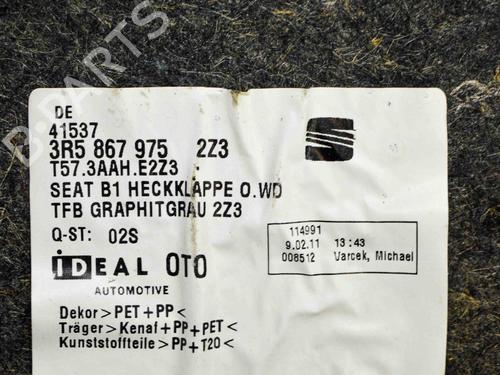 DE
41537
3R5 867 975 2Z3
T57.3AAH.E2Z3 -
SEAT B1 HECKKLAPPE O.WD
TFB GRAPHITGRAU 2Z3
Q-ST: 02S
114991
9.02.11 13:43
008512 Varcek, Michael
iDEAL OTO
AUTOMOTIVE
Dekor>PET+PP<
Träger>Kenaf+PP+PET<
Kunststoffteile>PP+T20<
B-PARTS